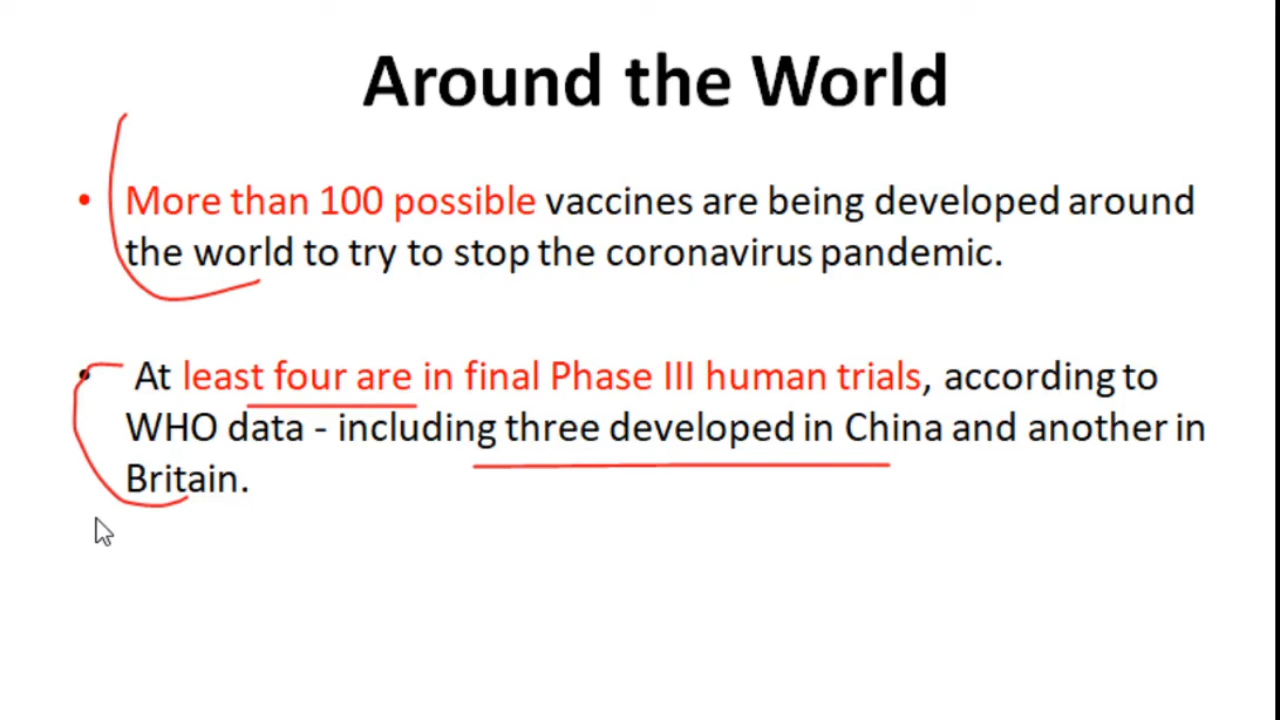 Around the World
• More than 100 possible vaccines are being developed around
the world to try to stop the coronavirus pandemic.
• At least four are in final Phase III human trials, according to
WHO data - including three developed in China and another in
Britain.